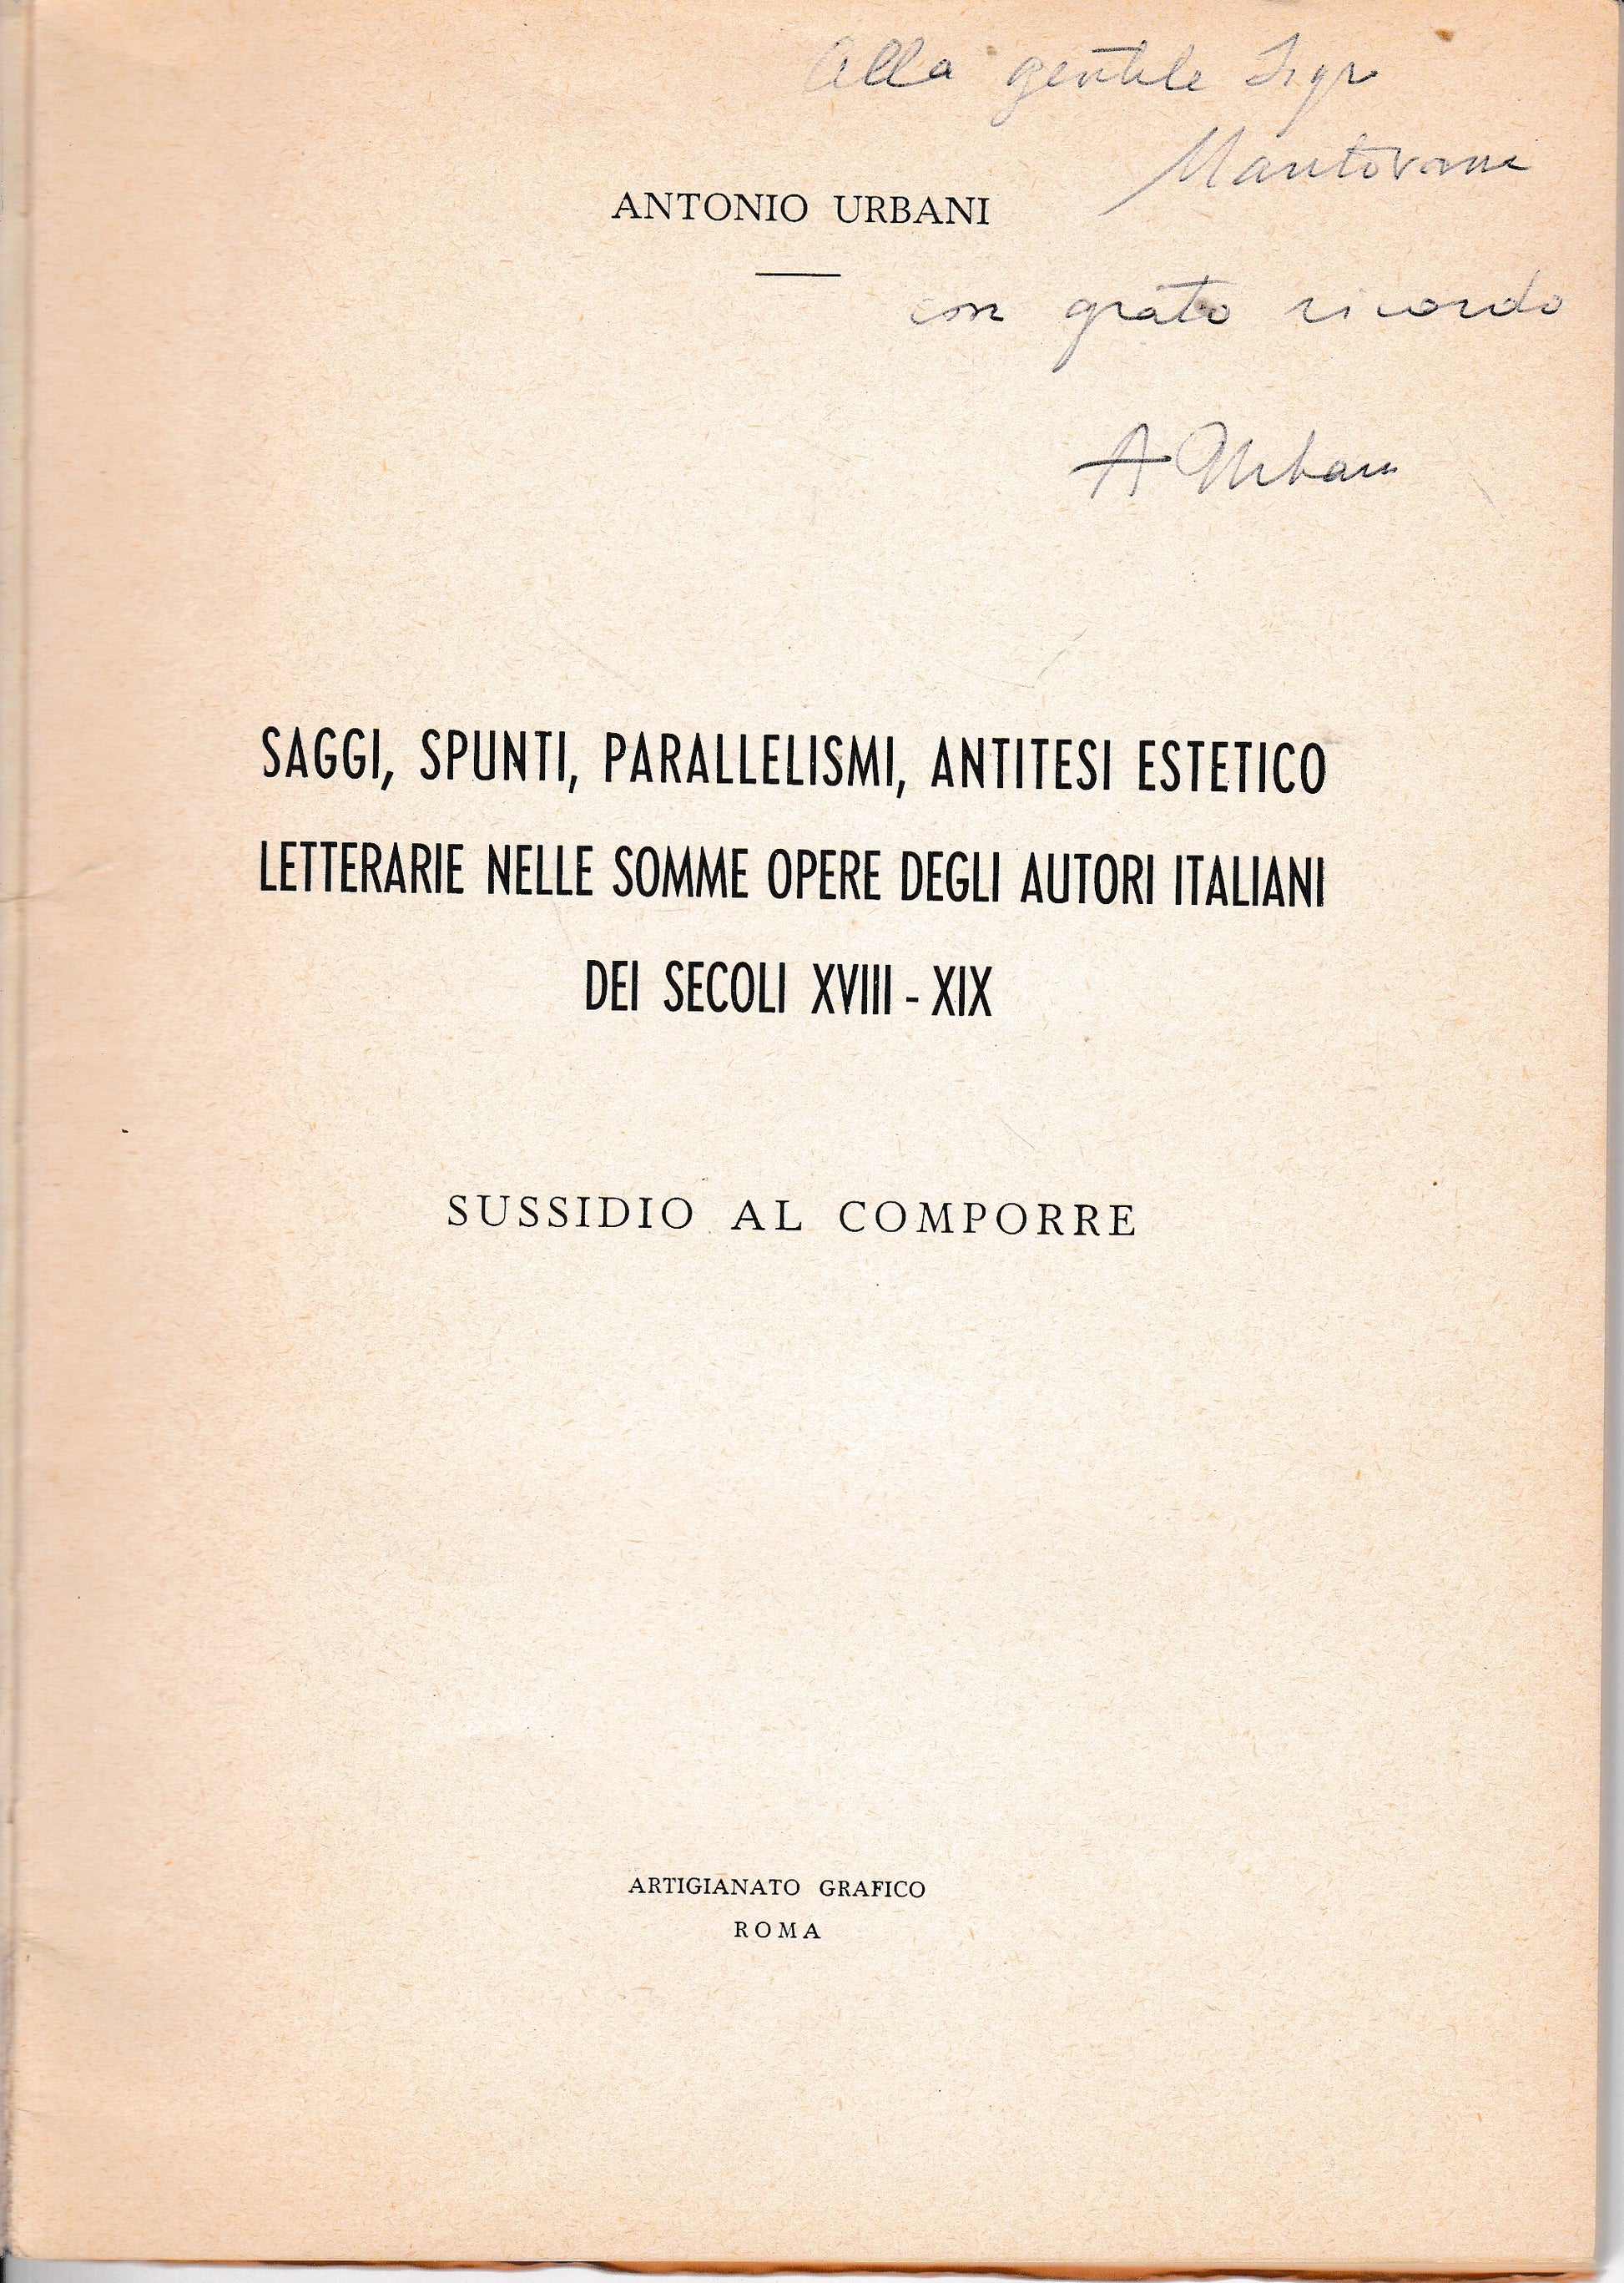 Alla gentile Sigr
Mantovani
ANTONIO URBANI
con grato ricordo
A Urbani
SAGGI, SPUNTI, PARALLELISMI, ANTITESI ESTETICO
LETTERARIE NELLE SOMME OPERE DEGLI AUTORI ITALIANI
DEI SECOLI XVIII - XIX
SUSSIDIO AL COMPORRE
ARTIGIANATO GRAFICO
ROMA